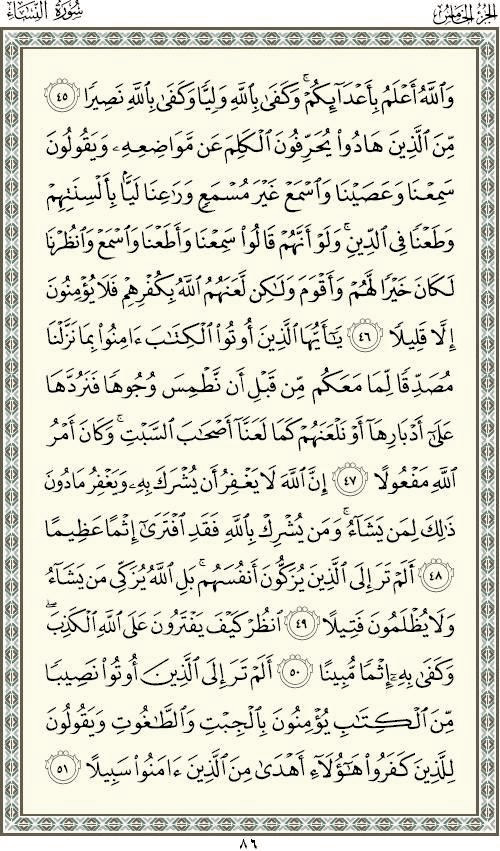 الجزء الخامس
سورة النساء
وَٱللَّهُ أَعْلَمُ بِأَعْدَآئِكُمْ ۚ وَكَفَىٰ بِٱللَّهِ وَلِيًّا وَكَفَىٰ بِٱللَّهِ نَصِيرًا ٤٥
مِّنَ ٱلَّذِينَ هَادُوا۟ يُحَرِّفُونَ ٱلْكَلِمَ عَن مَّوَاضِعِهِۦ وَيَقُولُونَ
سَمِعْنَا وَعَصَيْنَا وَٱسْمَعْ غَيْرَ مُسْمَعٍ وَرَٰعِنَا لَيًّۢا بِأَلْسِنَتِهِمْ
وَطَعْنًا فِى ٱلدِّينِ ۚ وَلَوْ أَنَّهُمْ قَالُوا۟ سَمِعْنَا وَأَطَعْنَا وَٱسْمَعْ وَٱنظُرْنَا
لَكَانَ خَيْرًا لَّهُمْ وَأَقْوَمَ وَلَٰكِن لَّعَنَهُمُ ٱللَّهُ بِكُفْرِهِمْ فَلَا يُؤْمِنُونَ
إِلَّا قَلِيلًا ٤٦ يَٰٓأَيُّهَا ٱلَّذِينَ أُوتُوا۟ ٱلْكِتَٰبَ ءَامِنُوا۟ بِمَا نَزَّلْنَا
مُصَدِّقًا لِّمَا مَعَكُم مِّن قَبْلِ أَن نَّطْمِسَ وُجُوهًا فَنَرُدَّهَا
عَلَىٰٓ أَدْبَارِهَآ أَوْ نَلْعَنَهُمْ كَمَا لَعَنَّآ أَصْحَٰبَ ٱلسَّبْتِ ۚ وَكَانَ أَمْرُ
ٱللَّهِ مَفْعُولًا ٤٧ إِنَّ ٱللَّهَ لَا يَغْفِرُ أَن يُشْرَكَ بِهِۦ وَيَغْفِرُ مَا دُونَ
ذَٰلِكَ لِمَن يَشَآءُ ۚ وَمَن يُشْرِكْ بِٱللَّهِ فَقَدِ ٱفْتَرَىٰٓ إِثْمًا عَظِيمًا
٤٨ أَلَمْ تَرَ إِلَى ٱلَّذِينَ يُزَكُّونَ أَنفُسَهُم ۚ بَلِ ٱللَّهُ يُزَكِّى مَن يَشَآءُ
وَلَا يُظْلَمُونَ فَتِيلًا ٤٩ ٱنظُرْ كَيْفَ يَفْتَرُونَ عَلَى ٱللَّهِ ٱلْكَذِبَ ۖ
وَكَفَىٰ بِهِۦٓ إِثْمًا مُّبِينًا ٥٠ أَلَمْ تَرَ إِلَى ٱلَّذِينَ أُوتُوا۟ نَصِيبًا
مِّنَ ٱلْكِتَٰبِ يُؤْمِنُونَ بِٱلْجِبْتِ وَٱلطَّٰغُوتِ وَيَقُولُونَ
لِلَّذِينَ كَفَرُوا۟ هَٰٓؤُلَآءِ أَهْدَىٰ مِنَ ٱلَّذِينَ ءَامَنُوا۟ سَبِيلًا ٥١
٨٦